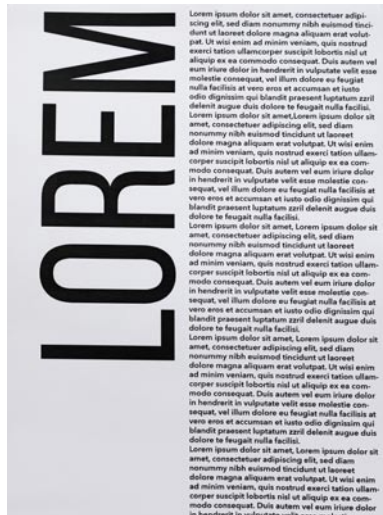 LOREM
Lorem ipsum dolor sit amet, consectetuer adipi-
scing elit, sed diam nonummy nibh euismod tincid-
dunt ut laoreet dolore magna aliquam erat volut-
pat. Ut wisi enim ad minim veniam, quis nostrud
exerci tation ullamcorper suscipit lobortis nisl ut
aliquip ex ea commodo consequat. Duis autem vel
eum iriure dolor in hendrerit in vulputate velit esse
molestie consequat, vel illum dolore eu feugiat
nulla facilisis at vero eros et accumsan et iusto
odio dignissim qui blandit praesent luptatum zzril
delenit augue duis dolore te feugait nulla facilisi.
Lorem ipsum dolor sit amet,Lorem ipsum dolor sit
amet, consectetuer adipiscing elit, sed diam
nonummy nibh euismod tincidunt ut laoreet
dolore magna aliquam erat volutpat. Ut wisi enim
ad minim veniam, quis nostrud exerci tation ullam-
corper suscipit lobortis nisl ut aliquip ex ea com-
modo consequat. Duis autem vel eum iriure dolor
in hendrerit in vulputate velit esse molestie con-
sequat, vel illum dolore eu feugiat nulla facilisis at
vero eros et accumsan et iusto odio dignissim qui
blandit praesent luptatum zzril delenit augue duis
dolore te feugait nulla facilisi.
Lorem ipsum dolor sit amet, Lorem ipsum dolor sit
amet, consectetuer adipiscing elit, sed diam
nonummy nibh euismod tincidunt ut laoreet
dolore magna aliquam erat volutpat. Ut wisi enim
ad minim veniam, quis nostrud exerci tation ullam-
corper suscipit lobortis nisl ut aliquip ex ea com-
modo consequat. Duis autem vel eum iriure dolor
in hendrerit in vulputate velit esse molestie con-
sequat, vel illum dolore eu feugiat nulla facilisis at
vero eros et accumsan et iusto odio dignissim qui
blandit praesent luptatum zzril delenit augue duis
dolore te feugait nulla facilisi.
Lorem ipsum dolor sit amet, Lorem ipsum dolor sit
amet, consectetuer adipiscing elit, sed diam
nonummy nibh euismod tincidunt ut laoreet
dolore magna aliquam erat volutpat. Ut wisi enim
ad minim veniam, quis nostrud exerci tation ullam-
corper suscipit lobortis nisl ut aliquip ex ea com-
modo consequat. Duis autem vel eum iriure dolor
in hendrerit in vulputate velit esse molestie con-
sequat, vel illum dolore eu feugiat nulla facilisis at
vero eros et accumsan et iusto odio dignissim qui
blandit praesent luptatum zzril delenit augue duis
dolore te feugait nulla facilisi.
Lorem ipsum dolor sit amet, Lorem ipsum dolor sit
amet, consectetuer adipiscing elit, sed diam
nonummy nibh euismod tincidunt ut laoreet
dolore magna aliquam erat volutpat. Ut wisi enim
ad minim veniam, quis nostrud exerci tation ullam-
corper suscipit lobortis nisl ut aliquip ex ea com-
modo consequat. Duis autem vel eum iriure dolor